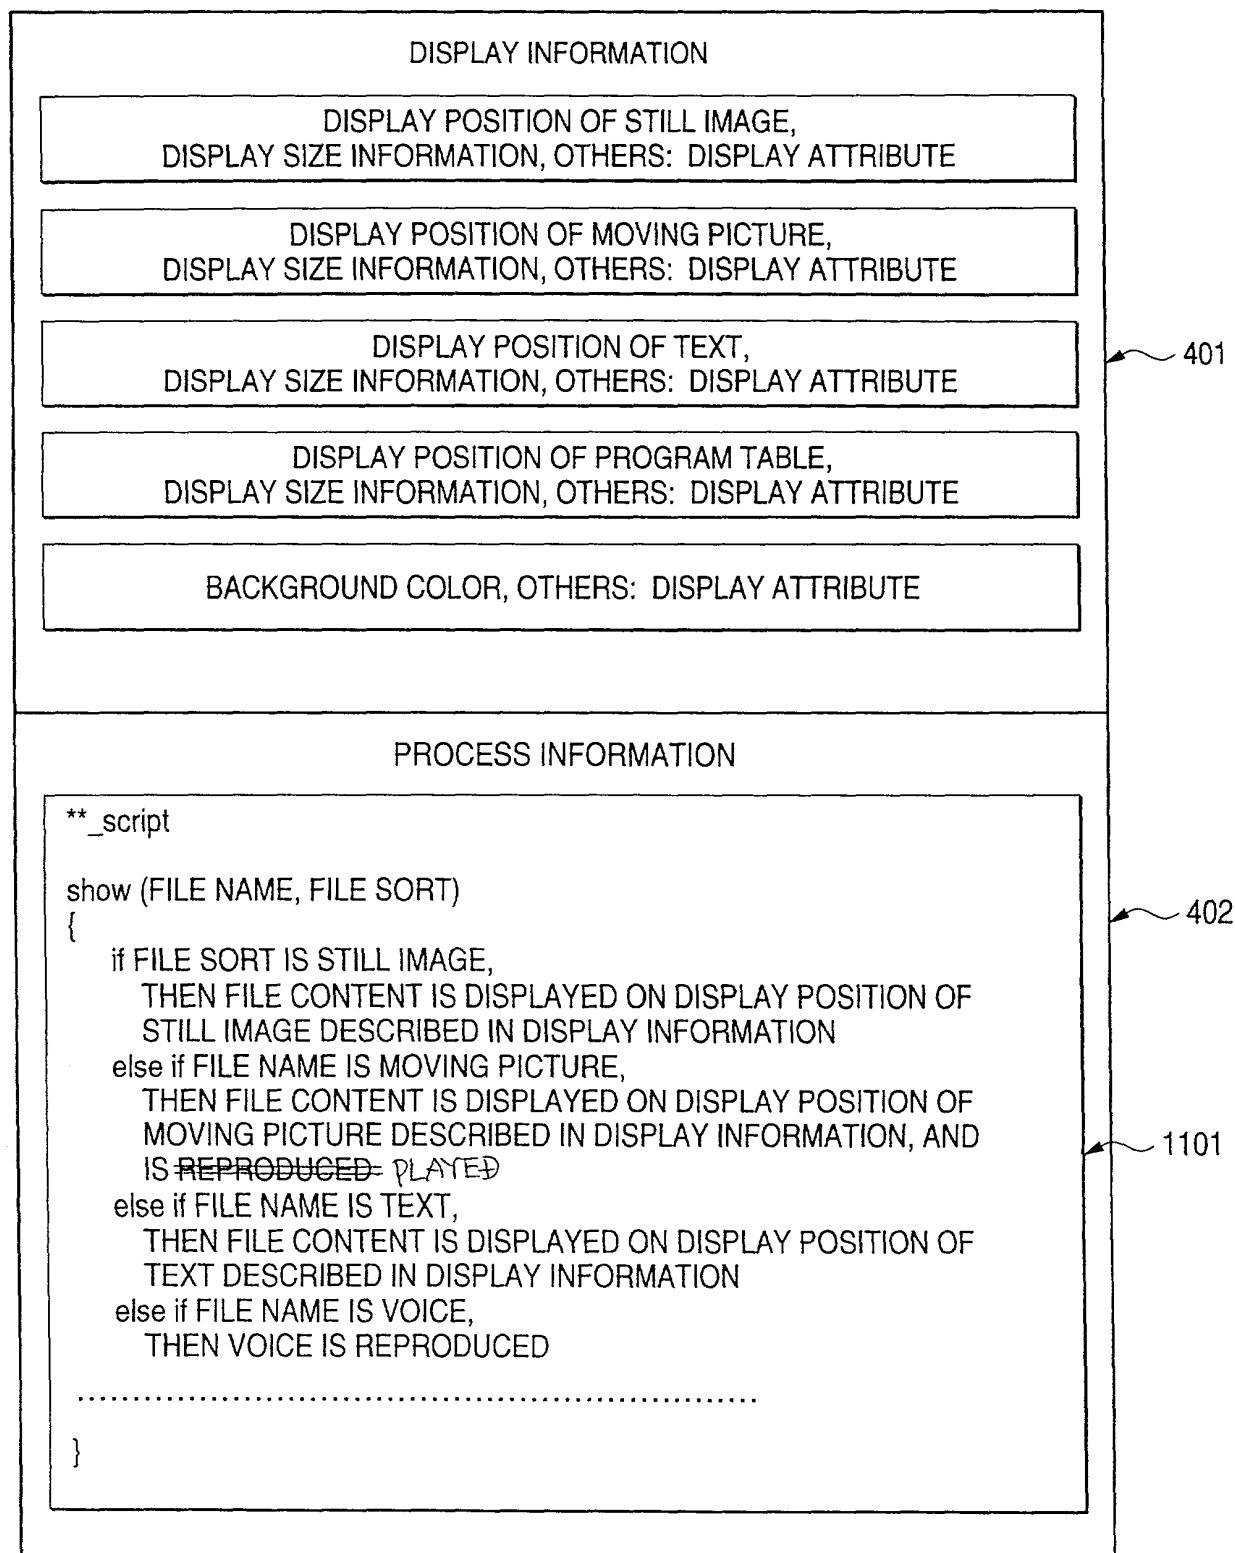 DISPLAY INFORMATION
DISPLAY POSITION OF STILL IMAGE,
DISPLAY SIZE INFORMATION, OTHERS: DISPLAY ATTRIBUTE
DISPLAY POSITION OF MOVING PICTURE,
DISPLAY SIZE INFORMATION, OTHERS: DISPLAY ATTRIBUTE
DISPLAY POSITION OF TEXT,
DISPLAY SIZE INFORMATION, OTHERS: DISPLAY ATTRIBUTE
401
DISPLAY POSITION OF PROGRAM TABLE,
DISPLAY SIZE INFORMATION, OTHERS: DISPLAY ATTRIBUTE
BACKGROUND COLOR, OTHERS: DISPLAY ATTRIBUTE
PROCESS INFORMATION
**_script
show (FILE NAME, FILE SORT)
402
{
if FILE SORT IS STILL IMAGE,
THEN FILE CONTENT IS DISPLAYED ON DISPLAY POSITION OF
STILL IMAGE DESCRIBED IN DISPLAY INFORMATION
else if FILE NAME IS MOVING PICTURE,
THEN FILE CONTENT IS DISPLAYED ON DISPLAY POSITION OF
MOVING PICTURE DESCRIBED IN DISPLAY INFORMATION, AND
1101
IS REPRODUCED PLAYED
else if FILE NAME IS TEXT,
THEN FILE CONTENT IS DISPLAYED ON DISPLAY POSITION OF
TEXT DESCRIBED IN DISPLAY INFORMATION
else if FILE NAME IS VOICE,
THEN VOICE IS REPRODUCED
.............................................................
}